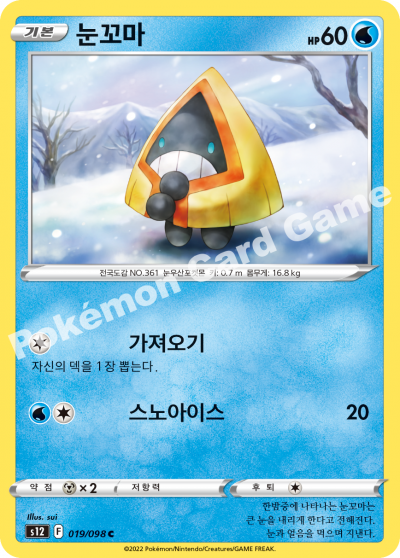 기본 눈꼬마 HP 60
전국도감 NO.361 눈우산포켓몬 키: 0.7 m 몸무게: 16.8 kg
Pokémon Card Game
가져오기
자신의 덱을 1장 뽑는다.
스노아이스 20
약점 ×2 저항력 후퇴
Illus. sui
s12 F 019/098 C
한밤중에 나타나는 눈꼬마는
큰 눈을 내리게 한다고 전해진다.
눈과 얼음을 먹으며 지낸다.
©2022 Pokémon/Nintendo/Creatures/GAME FREAK.